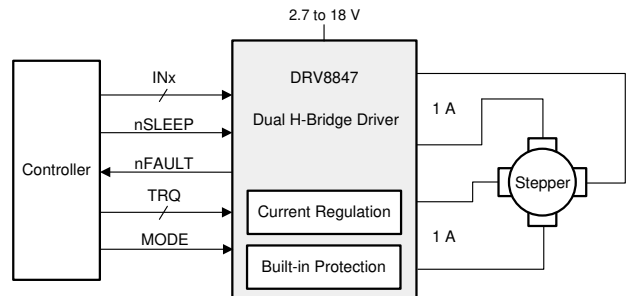 2.7 to 18 V
Controller
INx
nSLEEP
nFAULT
TRQ
MODE
DRV8847
Dual H-Bridge Driver
Current Regulation
Built-in Protection
1 A
1 A
Stepper